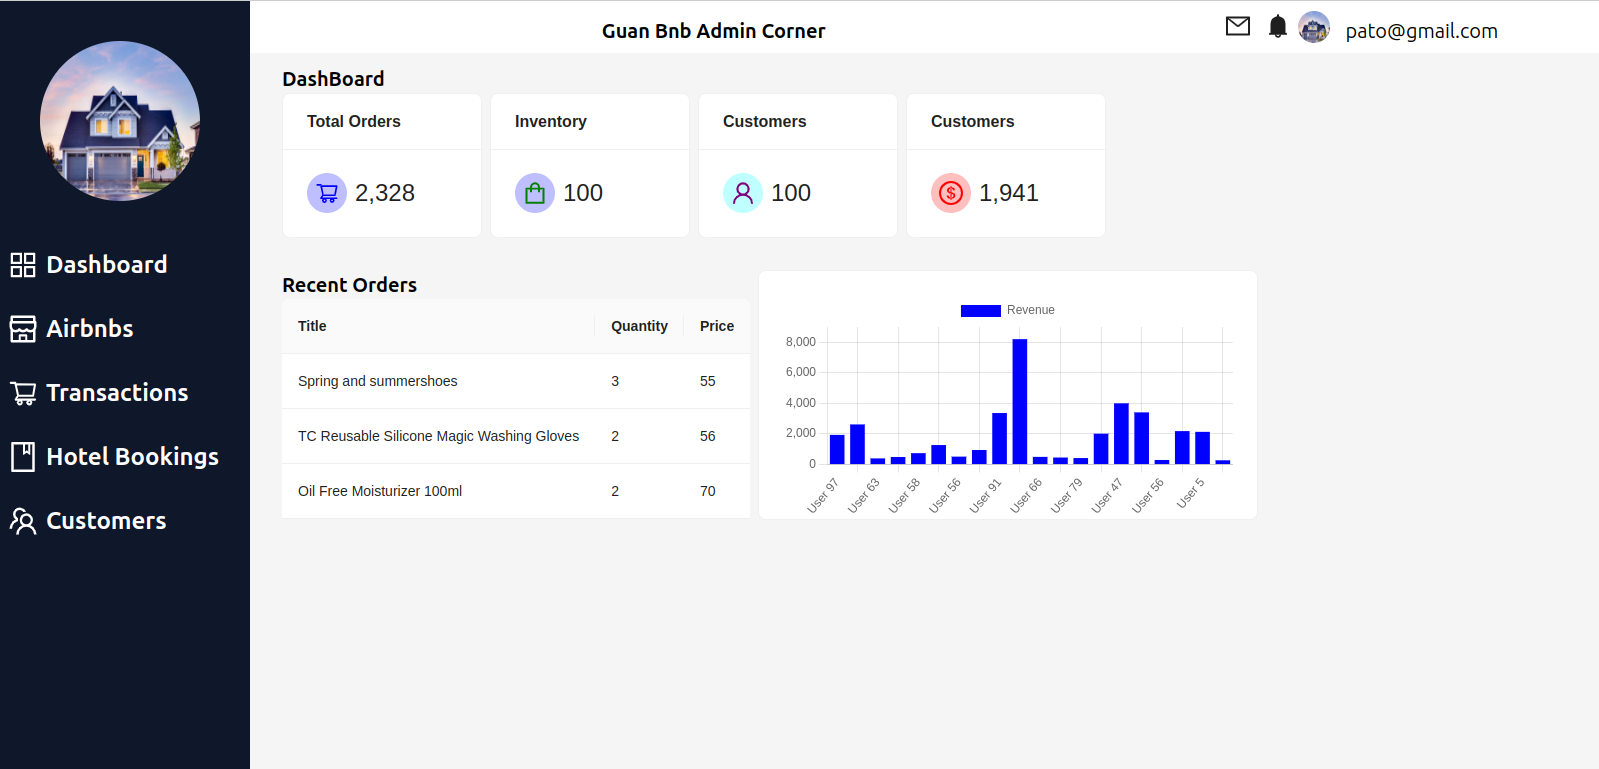 Guan Bnb Admin Corner
pato@gmail.com
Dashboard
Airbnbs
Transactions
Hotel Bookings
Customers
DashBoard
Total Orders
2,328
Inventory
100
Customers
100
Customers
$ 1,941
Recent Orders
Title Quantity Price
Spring and summershoes 3 55
TC Reusable Silicone Magic Washing Gloves 2 56
Oil Free Moisturizer 100ml 2 70
Revenue
8,000
6,000
4,000
2,000
0
User 97
User 63
User 58
User 56
User 91
User 66
User 79
User 47
User 56
User 5